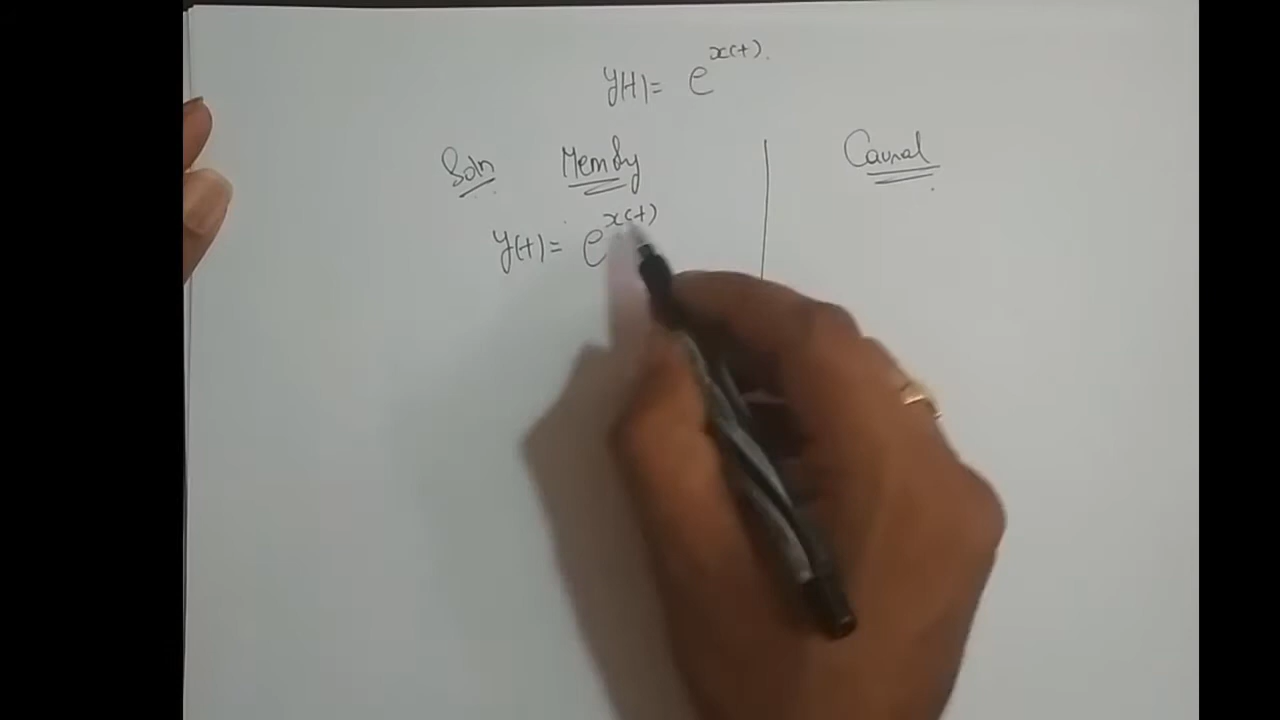 y(t) = e^x(t).
Soln Memory Causal
y(t) = e^x(t)